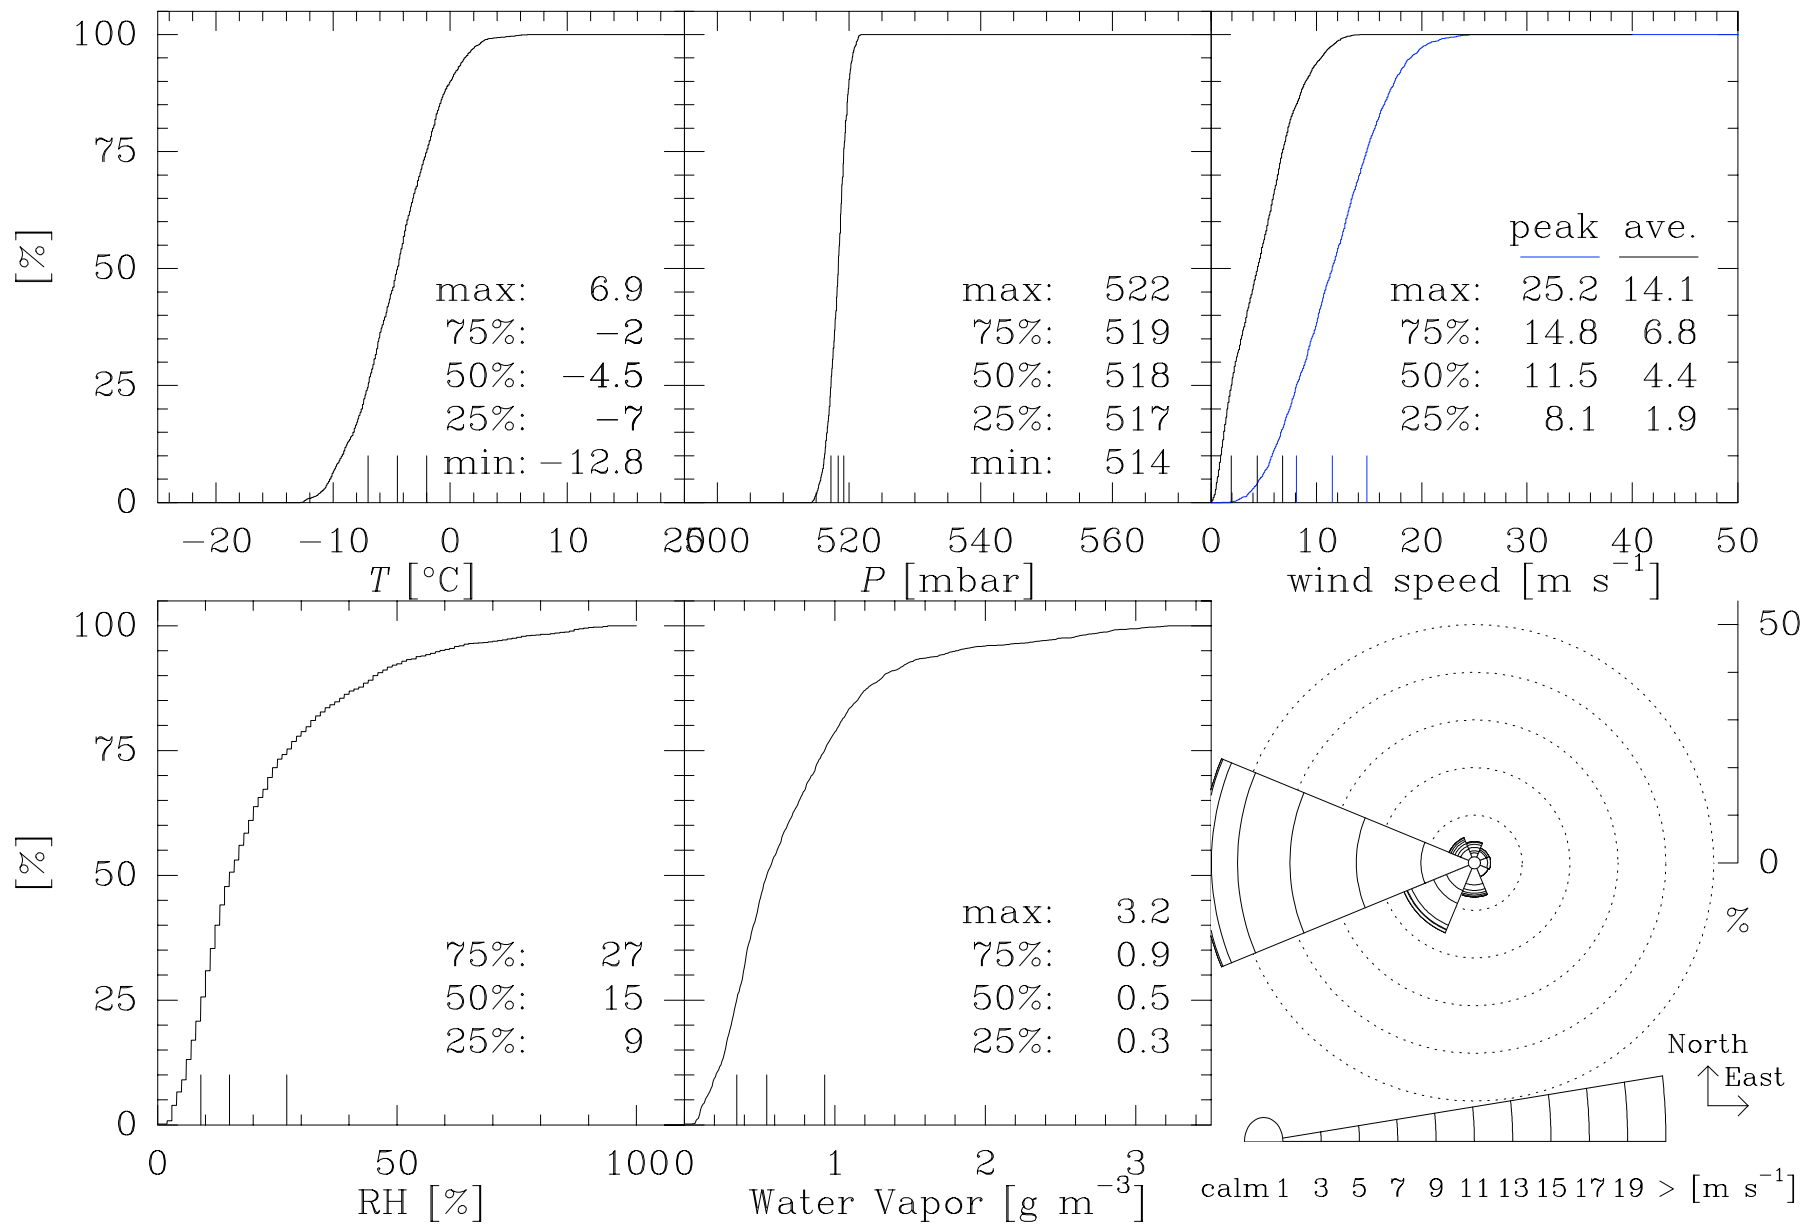 100
75
[%]
50
25
0
max: 6.9
75%: −2
50%: −4.5
25%: −7
min: −12.8
−20 −10 0 10 20
T [°C]
max: 522
75%: 519
50%: 518
25%: 517
min: 514
500 520 540 560
P [mbar]
peak ave.
max: 25.2 14.1
75%: 14.8 6.8
50%: 11.5 4.4
25%: 8.1 1.9
0 10 20 30 40 50
wind speed [m s⁻¹]
100
75
[%]
50
25
0
75%: 27
50%: 15
25%: 9
0 50 100
RH [%]
max: 3.2
75%: 0.9
50%: 0.5
25%: 0.3
0 1 2 3
Water Vapor [g m⁻³]
50
0
%
North
East
calm 1 3 5 7 9 11 13 15 17 19 > [m s⁻¹]